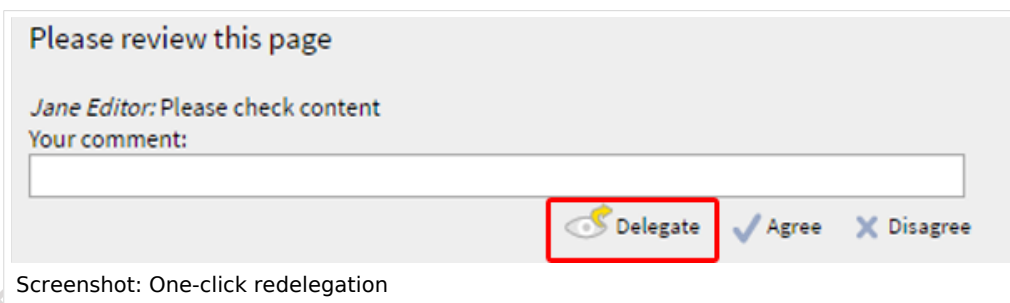 Please review this page
Jane Editor: Please check content
Your comment:
Delegate Agree Disagree
Screenshot: One-click redelegation